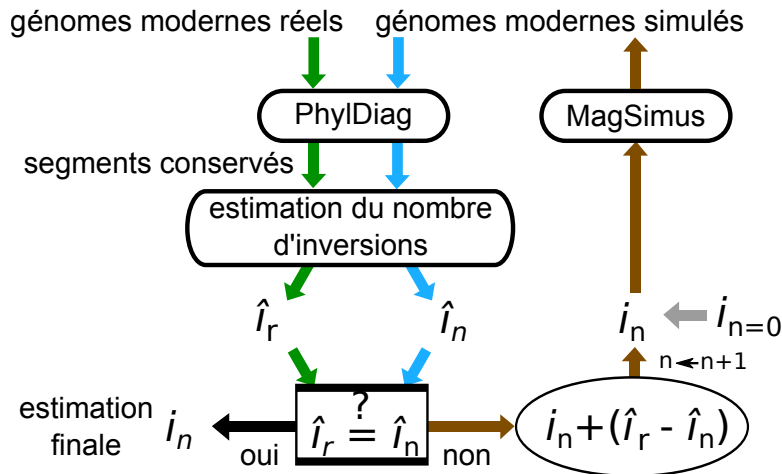 génomes modernes réels
génomes modernes simulés
PhylDiag
MagSimus
segments conservés
estimation du nombre
d'inversions
î_r
î_n
i_n
i_{n=0}
n←n+1
estimation
finale
i_n
oui
?
î_r = î_n
non
i_n+(î_r - î_n)